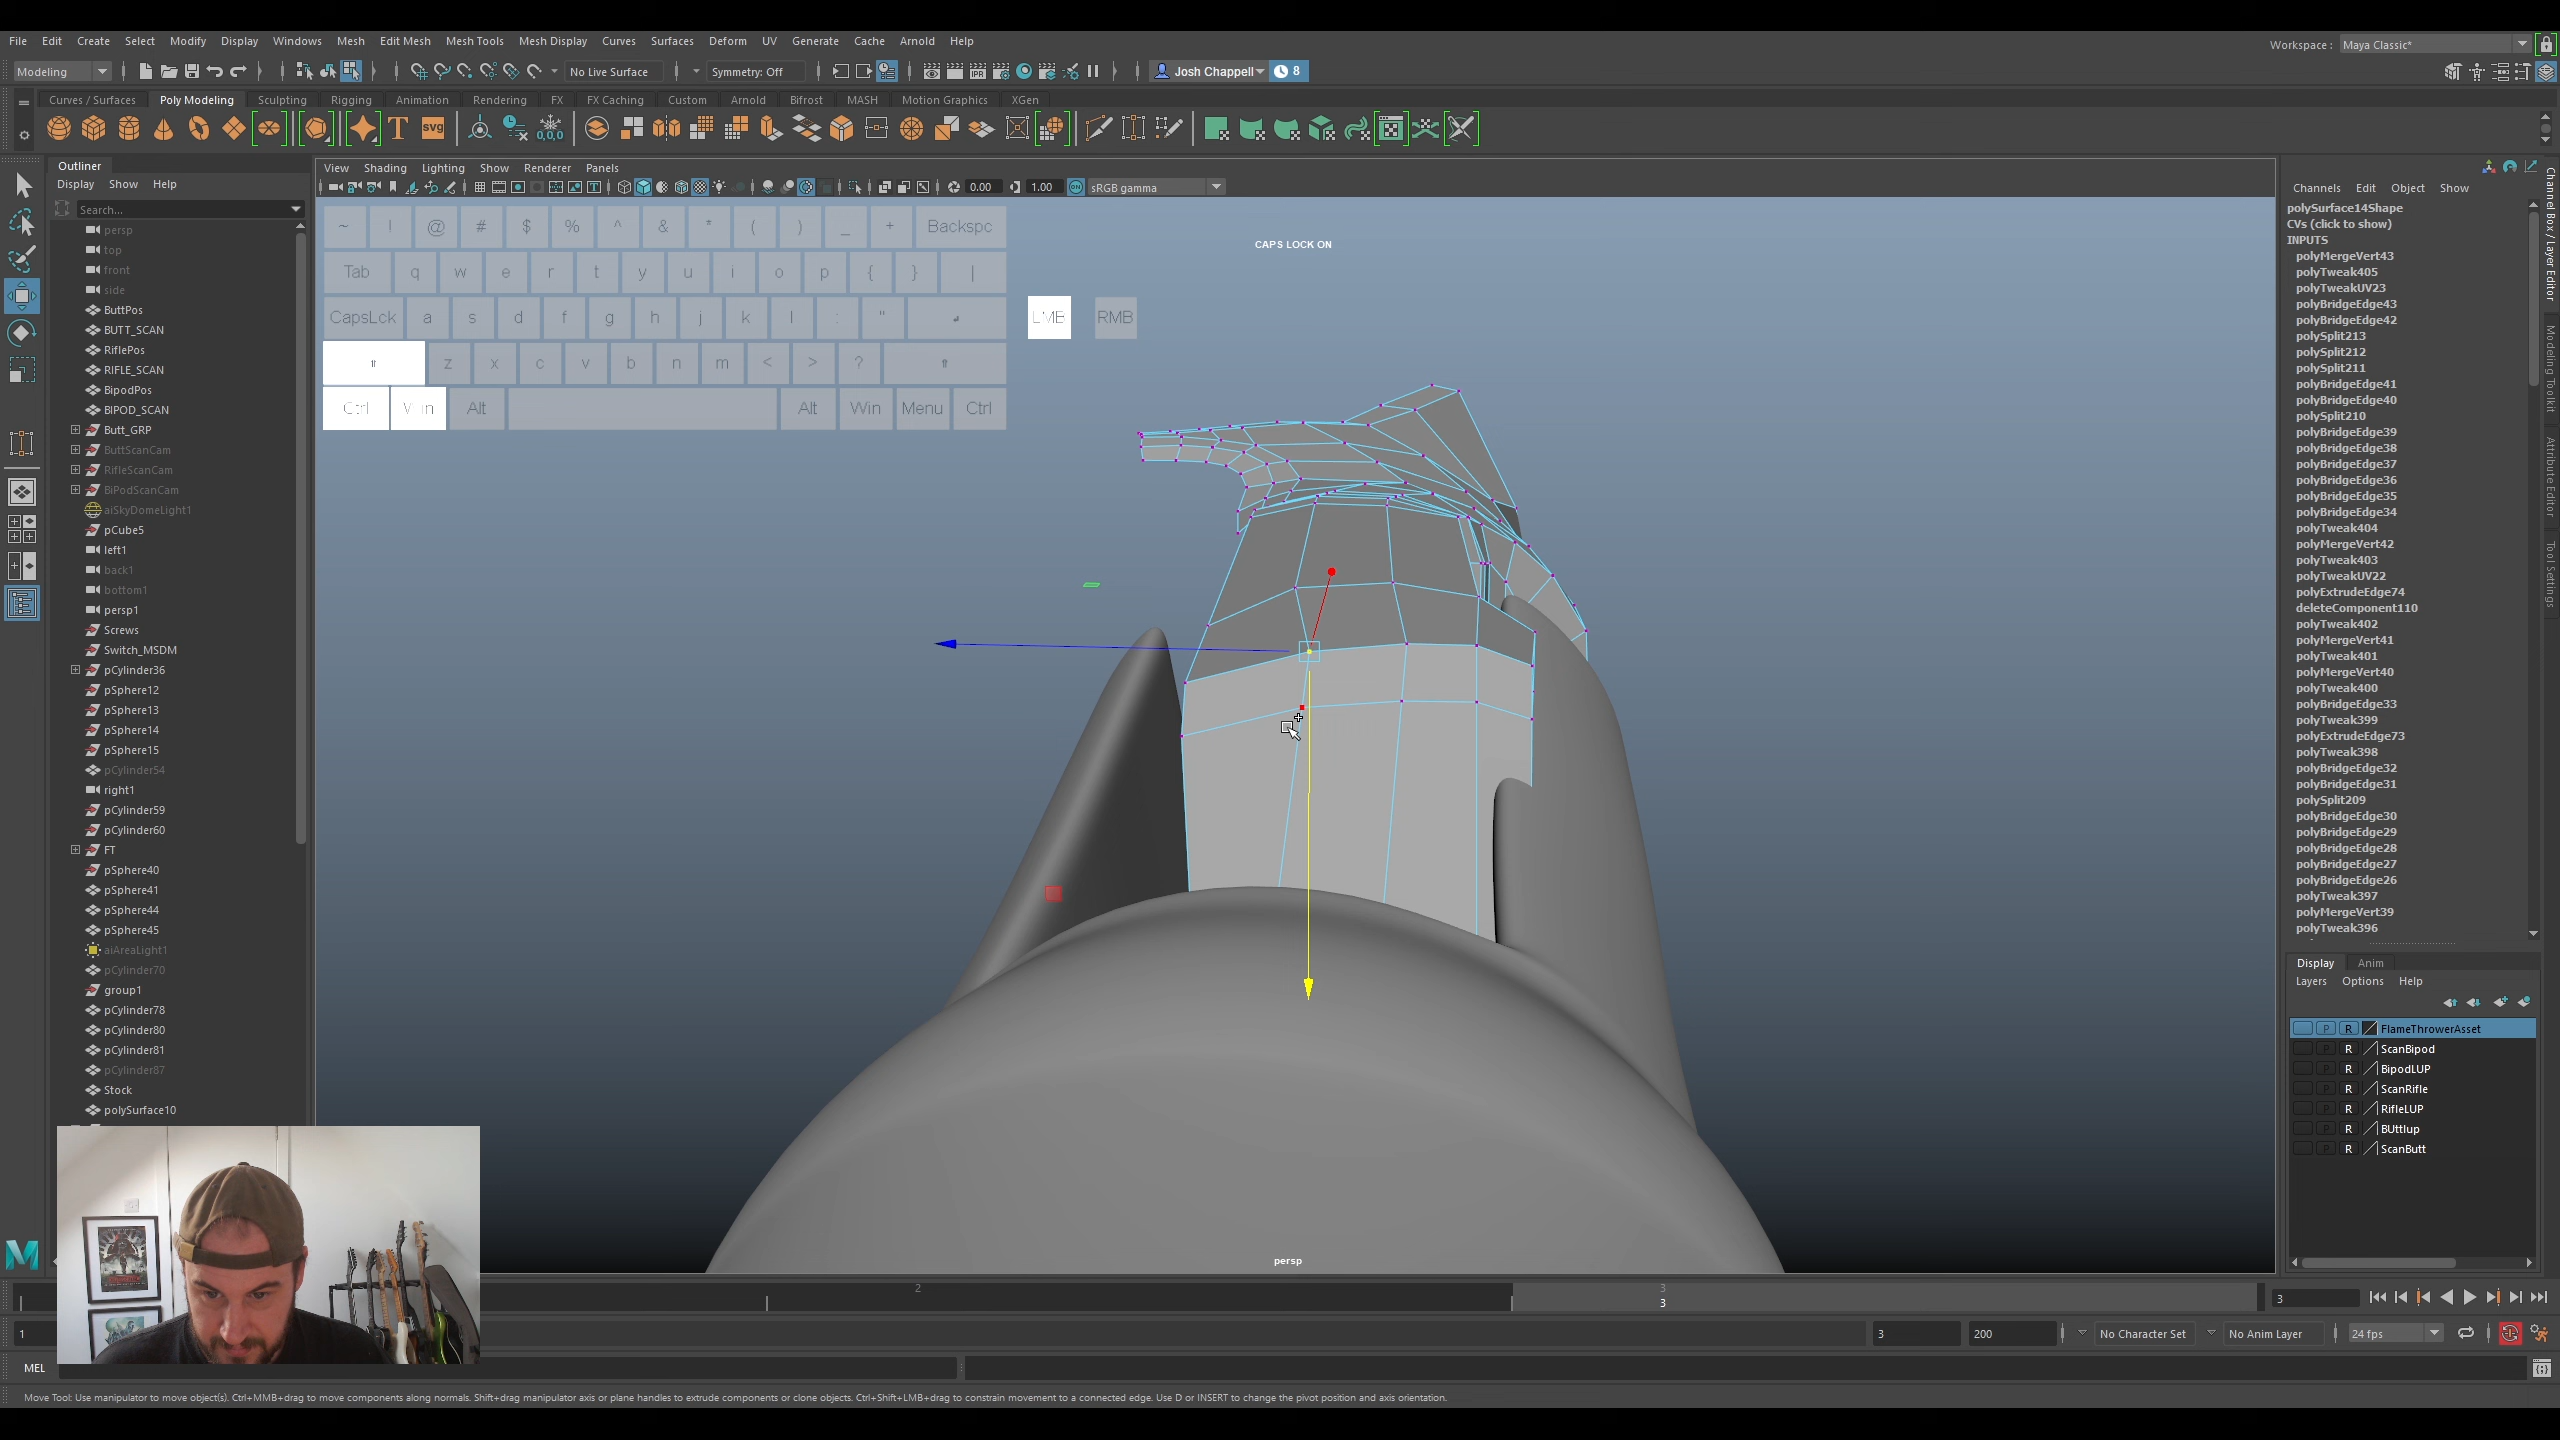 File Edit Create Select Modify Display Windows Mesh Edit Mesh Mesh Tools Mesh Display Curves Surfaces Deform UV Generate Cache Arnold Help
Workspace : Maya Classic*
Modeling No Live Surface Symmetry: Off Josh Chappell 8
Curves / Surfaces Poly Modeling Sculpting Rigging Animation Rendering FX FX Caching Custom Arnold Bifrost MASH Motion Graphics XGen
Outliner
Display Show Help
Search...
persp
top
front
side
ButtPos
BUTT_SCAN
RiflePos
RIFLE_SCAN
BipodPos
BIPOD_SCAN
Butt_GRP
ButtScanCam
RifleScanCam
BiPodScanCam
aiSkyDomeLight1
pCube5
left1
back1
bottom1
persp1
Screws
Switch_MSDM
pCylinder36
pSphere12
pSphere13
pSphere14
pSphere15
pCylinder54
right1
pCylinder59
pCylinder60
FT
pSphere40
pSphere41
pSphere44
pSphere45
aiAreaLight1
pCylinder70
group1
pCylinder78
pCylinder80
pCylinder81
pCylinder87
Stock
polySurface10
View Shading Lighting Show Renderer Panels
0.00 1.00 sRGB gamma
~ ! @ # $ % ^ & * ( ) _ + Backspc
Tab q w e r t y u i o p { } |
CapsLck a s d f g h j k l : "
z x c v b n m < > ?
Ctrl Win Alt Alt Win Menu Ctrl
LMB RMB
CAPS LOCK ON
persp
Channels Edit Object Show
polySurface14Shape
CVs (click to show)
INPUTS
polyMergeVert43
polyTweak405
polyTweakUV23
polyBridgeEdge43
polyBridgeEdge42
polySplit213
polySplit212
polySplit211
polyBridgeEdge41
polyBridgeEdge40
polySplit210
polyBridgeEdge39
polyBridgeEdge38
polyBridgeEdge37
polyBridgeEdge36
polyBridgeEdge35
polyBridgeEdge34
polyTweak404
polyMergeVert42
polyTweak403
polyTweakUV22
polyExtrudeEdge74
deleteComponent110
polyTweak402
polyMergeVert41
polyTweak401
polyMergeVert40
polyTweak400
polyBridgeEdge33
polyTweak399
polyExtrudeEdge73
polyTweak398
polyBridgeEdge32
polyBridgeEdge31
polySplit209
polyBridgeEdge30
polyBridgeEdge29
polyBridgeEdge28
polyBridgeEdge27
polyBridgeEdge26
polyTweak397
polyMergeVert39
polyTweak396
Channel Box / Layer Editor
Modeling Toolkit
Attribute Editor
Tool Settings
Display Anim
Layers Options Help
P R FlameThrowerAsset
P R ScanBipod
P R BipodLUP
P R ScanRifle
P R RifleLUP
P R BUttlup
P R ScanButt
2 3
3 3
1 3 200 No Character Set No Anim Layer 24 fps
MEL
Move Tool: Use manipulator to move object(s). Ctrl+MMB+drag to move components along normals. Shift+drag manipulator axis or plane handles to extrude components or clone objects. Ctrl+Shift+LMB+drag to constrain movement to a connected edge. Use D or INSERT to change the pivot position and axis orientation.